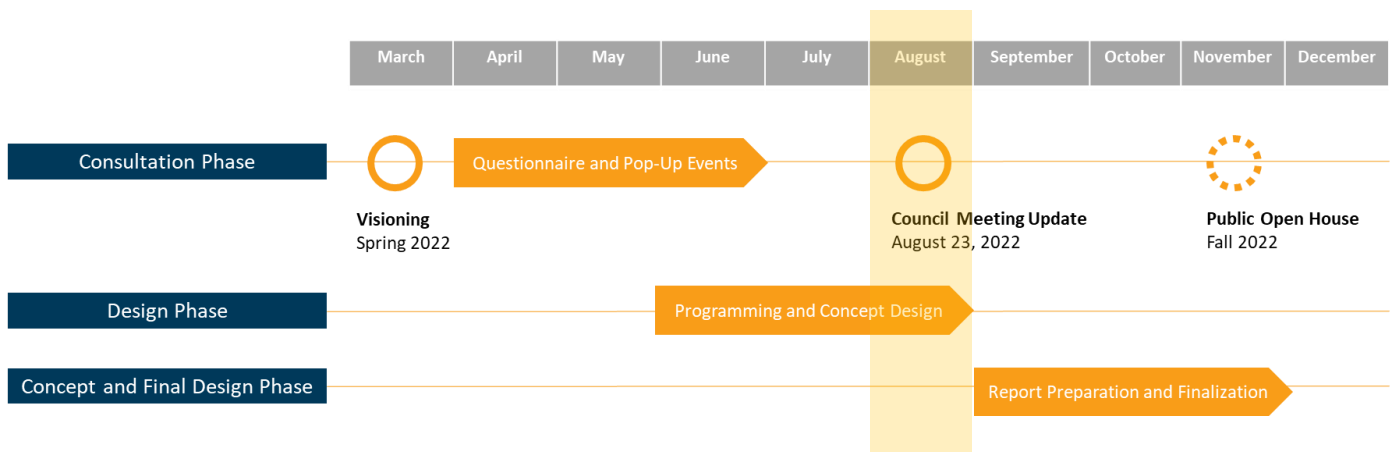 March April May June July August September October November December
Consultation Phase
Questionnaire and Pop-Up Events
Visioning
Spring 2022
Council Meeting Update
August 23, 2022
Public Open House
Fall 2022
Design Phase
Programming and Concept Design
Concept and Final Design Phase
Report Preparation and Finalization